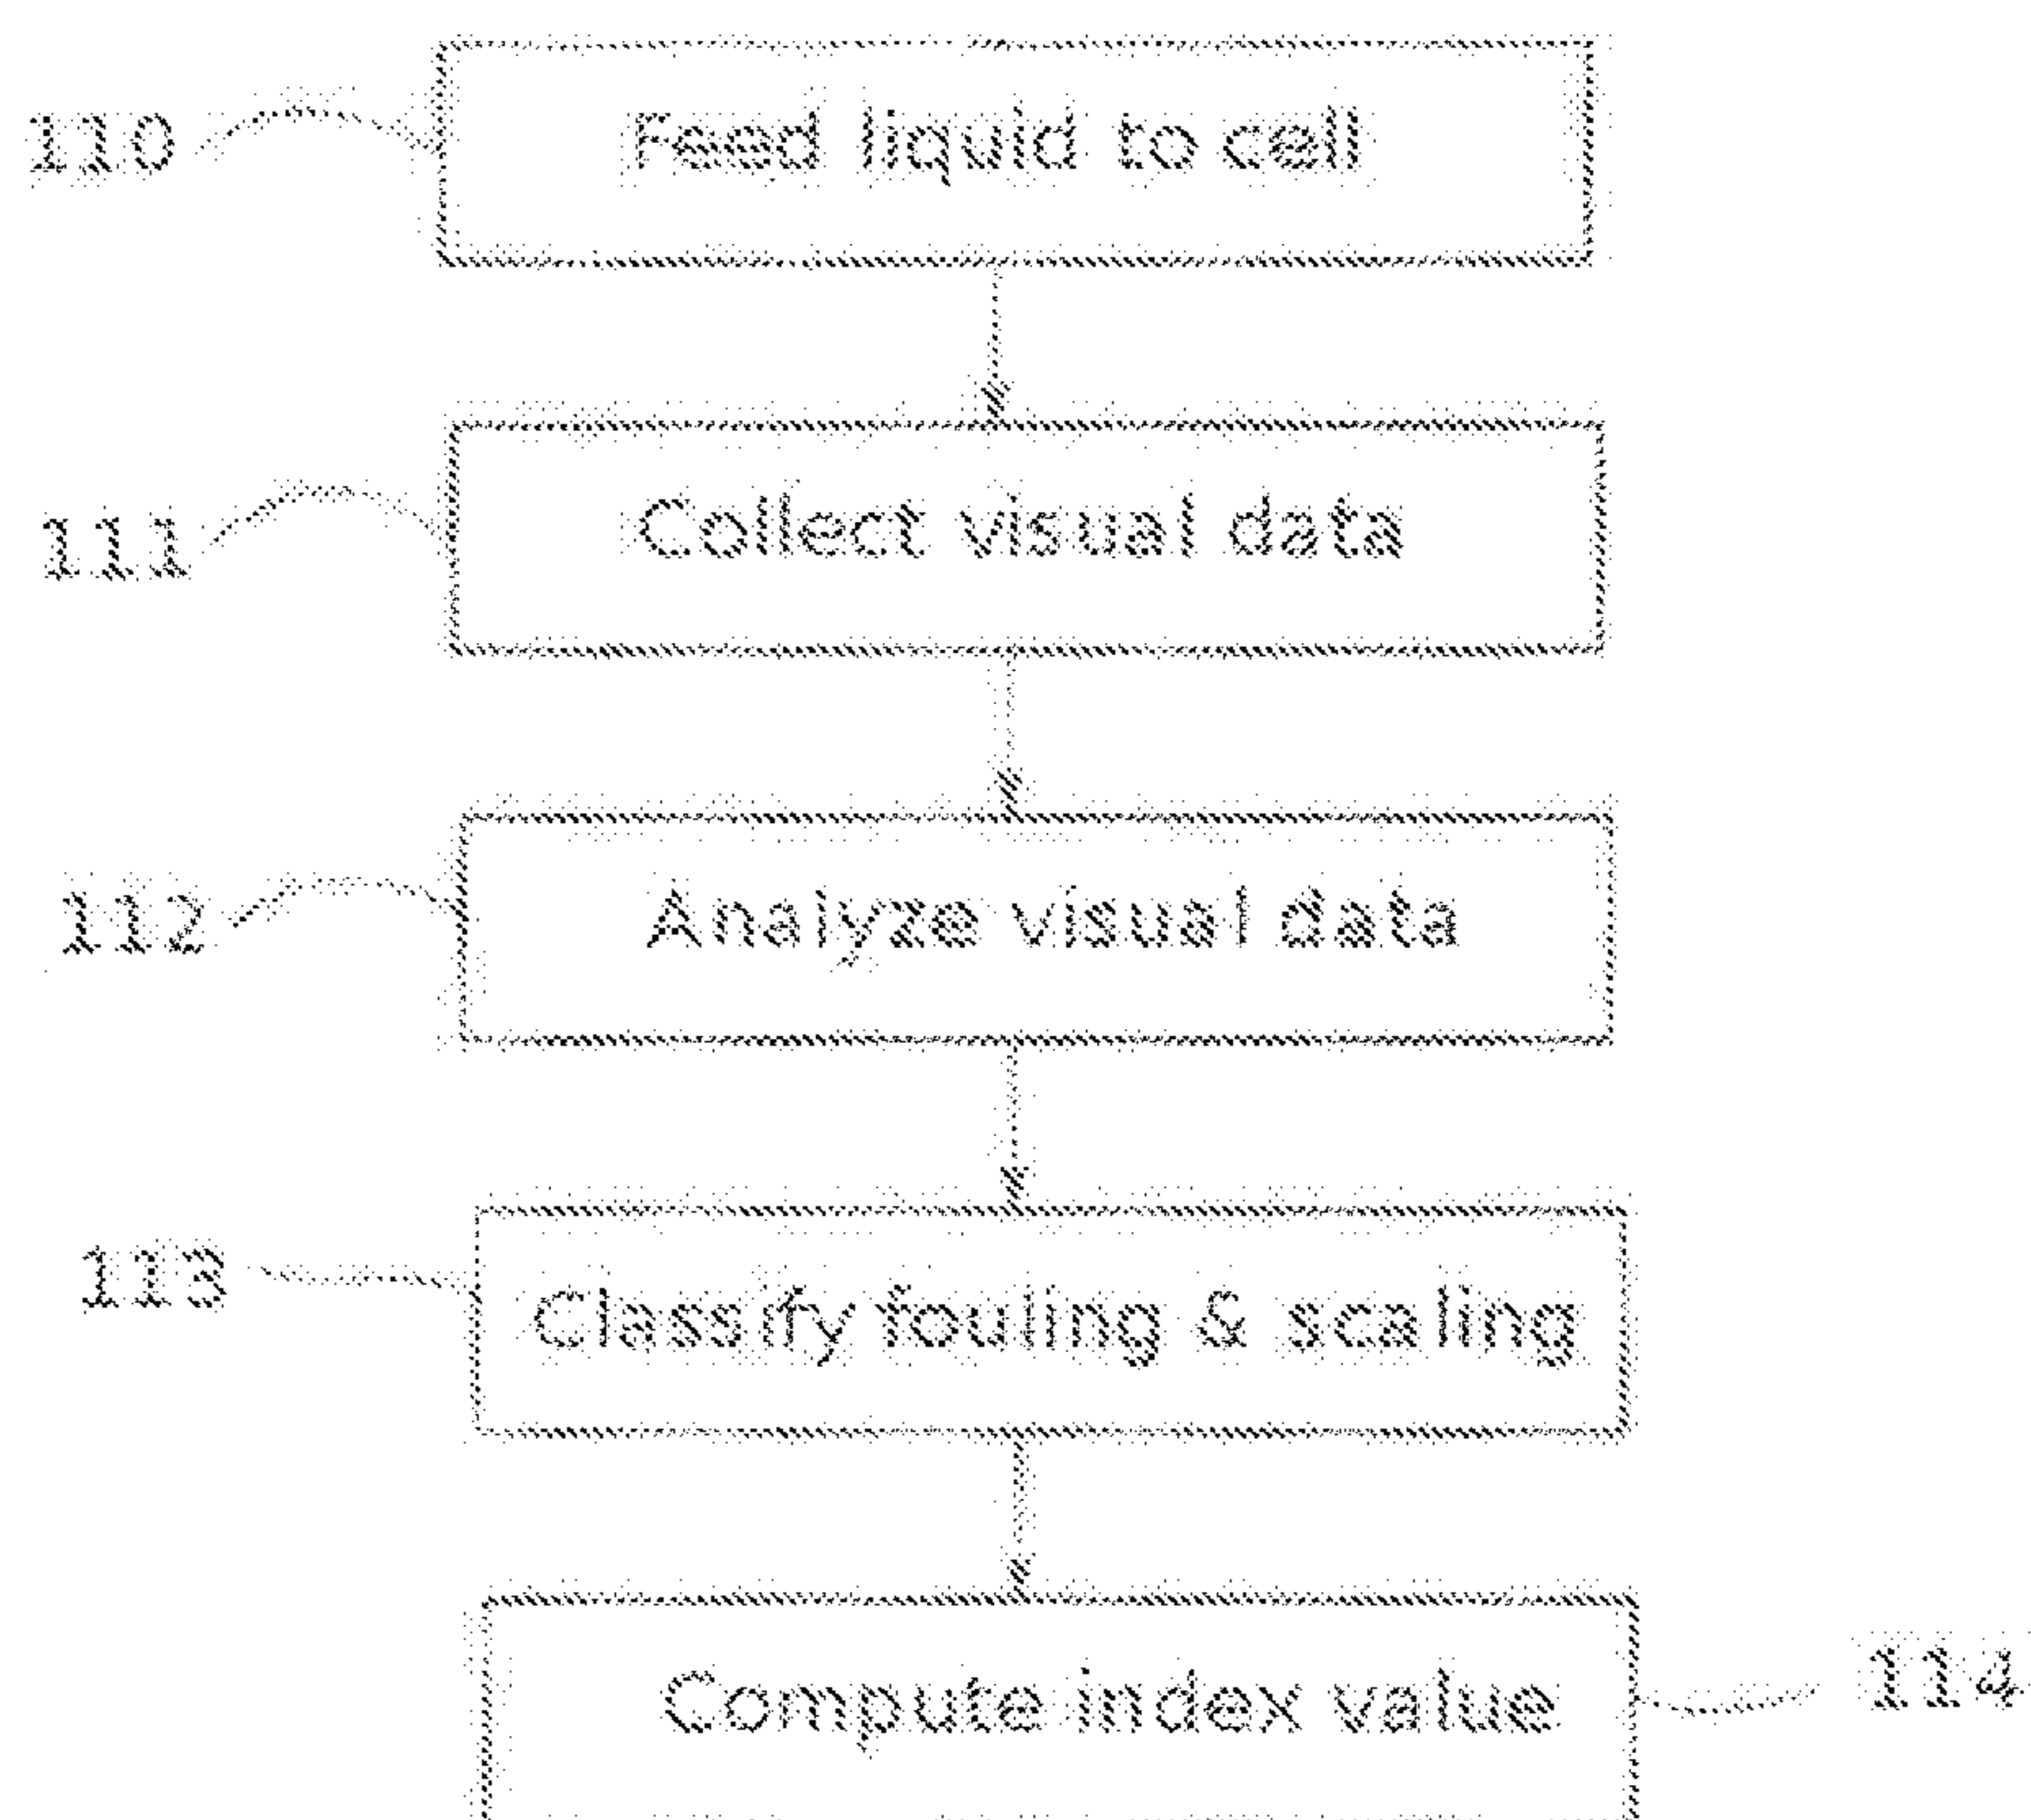 110
Feed liquid to cell
111
Collect visual data
112
Analyze visual data
113
Classify fouling & scaling
Compute index value
114